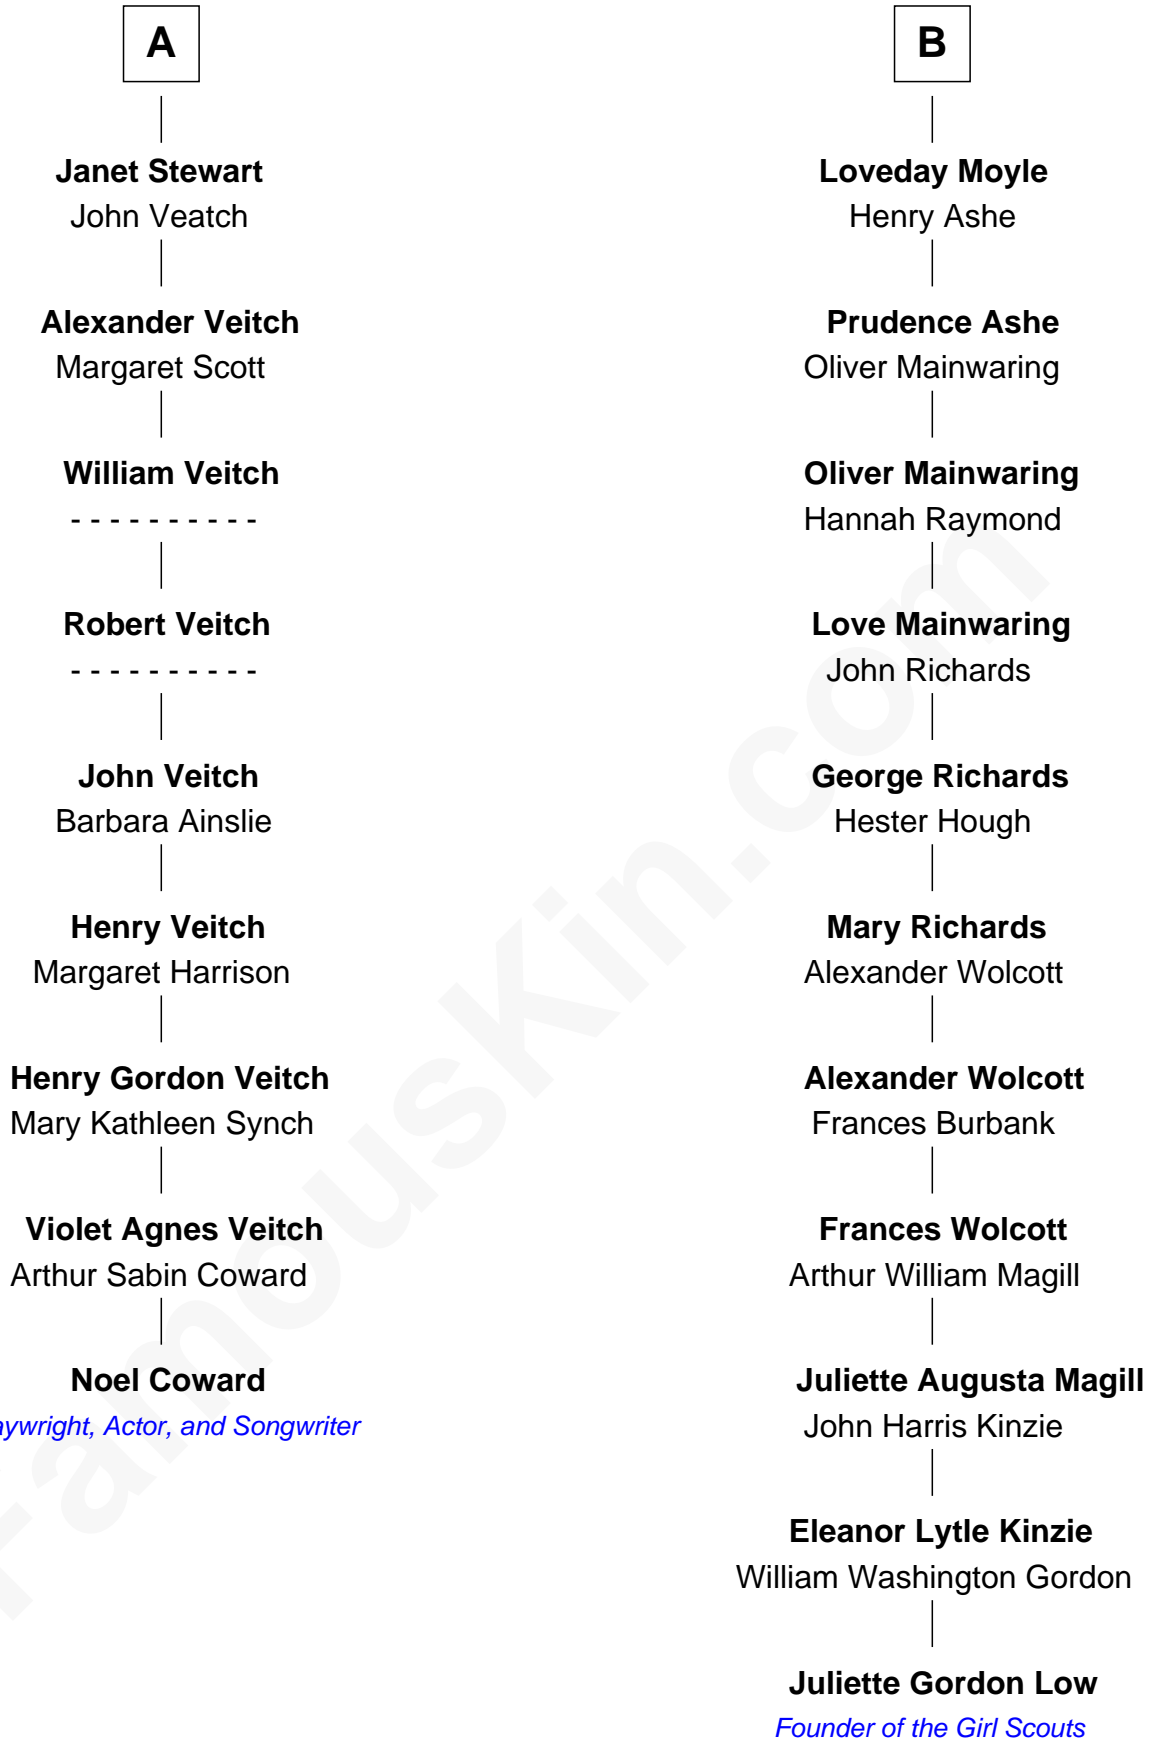 A
Janet Stewart
John Veatch
Alexander Veitch
Margaret Scott
William Veitch
- - - - - - - - - -
Robert Veitch
- - - - - - - - - -
John Veitch
Barbara Ainslie
Henry Veitch
Margaret Harrison
Henry Gordon Veitch
Mary Kathleen Synch
Violet Agnes Veitch
Arthur Sabin Coward
Noel Coward
aywright, Actor, and Songwriter
B
Loveday Moyle
Henry Ashe
Prudence Ashe
Oliver Mainwaring
Oliver Mainwaring
Hannah Raymond
Love Mainwaring
John Richards
George Richards
Hester Hough
Mary Richards
Alexander Wolcott
Alexander Wolcott
Frances Burbank
Frances Wolcott
Arthur William Magill
Juliette Augusta Magill
John Harris Kinzie
Eleanor Lytle Kinzie
William Washington Gordon
Juliette Gordon Low
Founder of the Girl Scouts
FamousKin.com